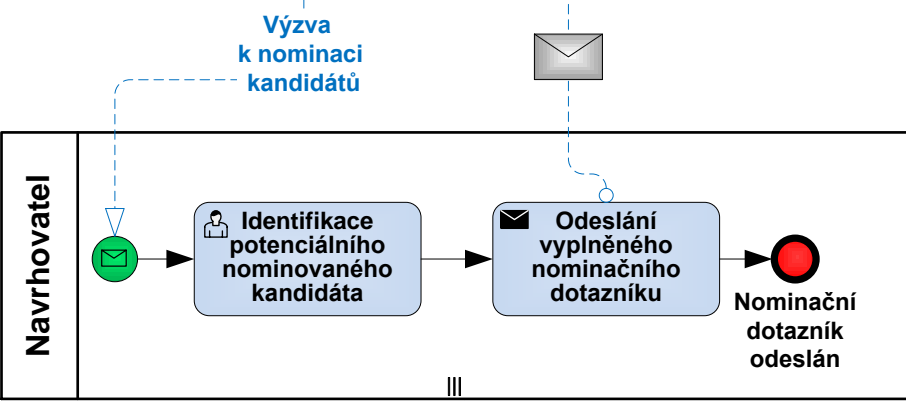 Výzva
k nominaci
kandidátů
Navrhovatel
Identifikace
potenciálního
nominovaného
kandidáta
Odeslání
vyplněného
nominačního
dotazníku
Nominační
dotazník
odeslán